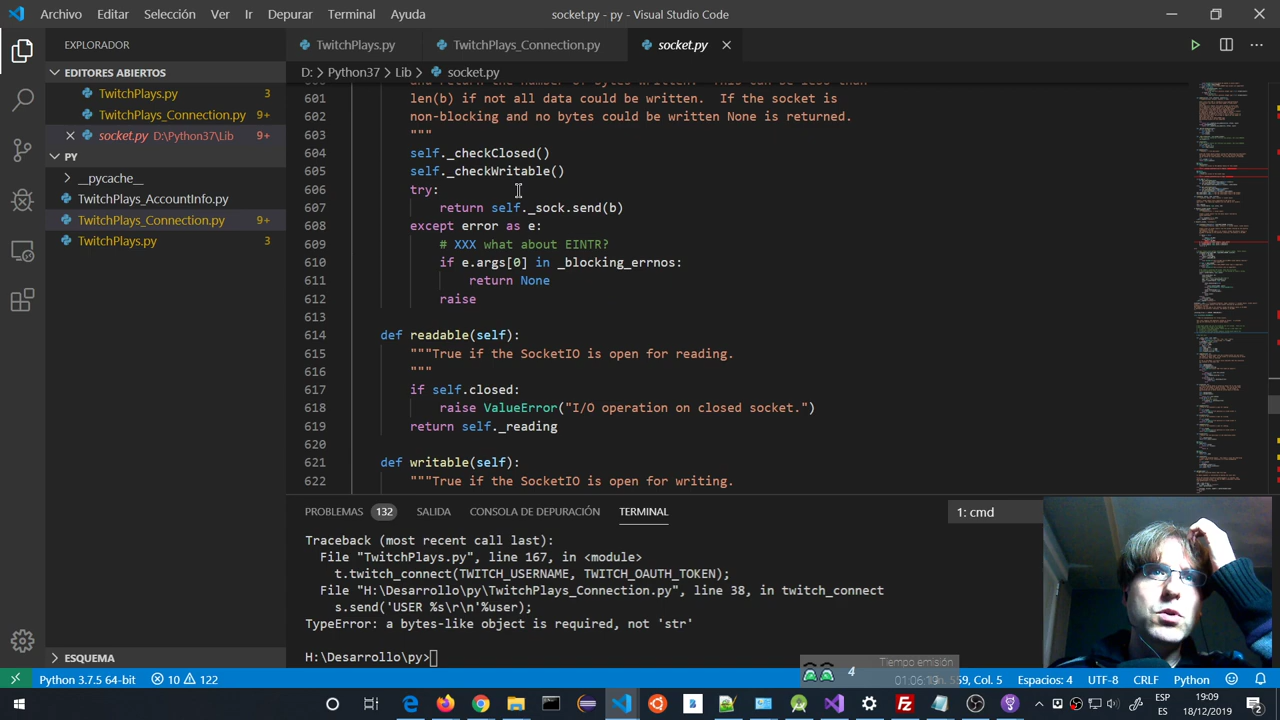 Archivo Editar Selección Ver Ir Depurar Terminal Ayuda
socket.py - py - Visual Studio Code
EXPLORADOR
EDITORES ABIERTOS
TwitchPlays.py 3
TwitchPlays_Connection.py 9+
socket.py D:\Python37\Lib 9+
PY
__pycache__
TwitchPlays_AccountInfo.py
TwitchPlays_Connection.py 9+
TwitchPlays.py 3
ESQUEMA
TwitchPlays.py TwitchPlays_Connection.py socket.py
D: > Python37 > Lib > socket.py
601 len(b) if not all data could be written. If the socket is
602 non-blocking and no bytes could be written None is returned.
603 """
604 self._checkClosed()
605 self._checkWritable()
606 try:
607 return self._sock.send(b)
608 except error as e:
609 # XXX what about EINTR?
610 if e.args[0] in _blocking_errnos:
611 return None
612 raise
613
614 def readable(self):
615 """True if the SocketIO is open for reading.
616 """
617 if self.closed:
618 raise ValueError("I/O operation on closed socket.")
619 return self._reading
620
621 def writable(self):
622 """True if the SocketIO is open for writing.
PROBLEMAS 132 SALIDA CONSOLA DE DEPURACIÓN TERMINAL 1: cmd
Traceback (most recent call last):
File "TwitchPlays.py", line 167, in <module>
t.twitch_connect(TWITCH_USERNAME, TWITCH_OAUTH_TOKEN);
File "H:\Desarrollo\py\TwitchPlays_Connection.py", line 38, in twitch_connect
s.send('USER %s\r\n'%user);
TypeError: a bytes-like object is required, not 'str'
H:\Desarrollo\py>
4 Tiempo emisión
Python 3.7.5 64-bit 10 122 559, Col. 5 Espacios: 4 UTF-8 CRLF Python
ESP 19:09
ES 18/12/2019 2